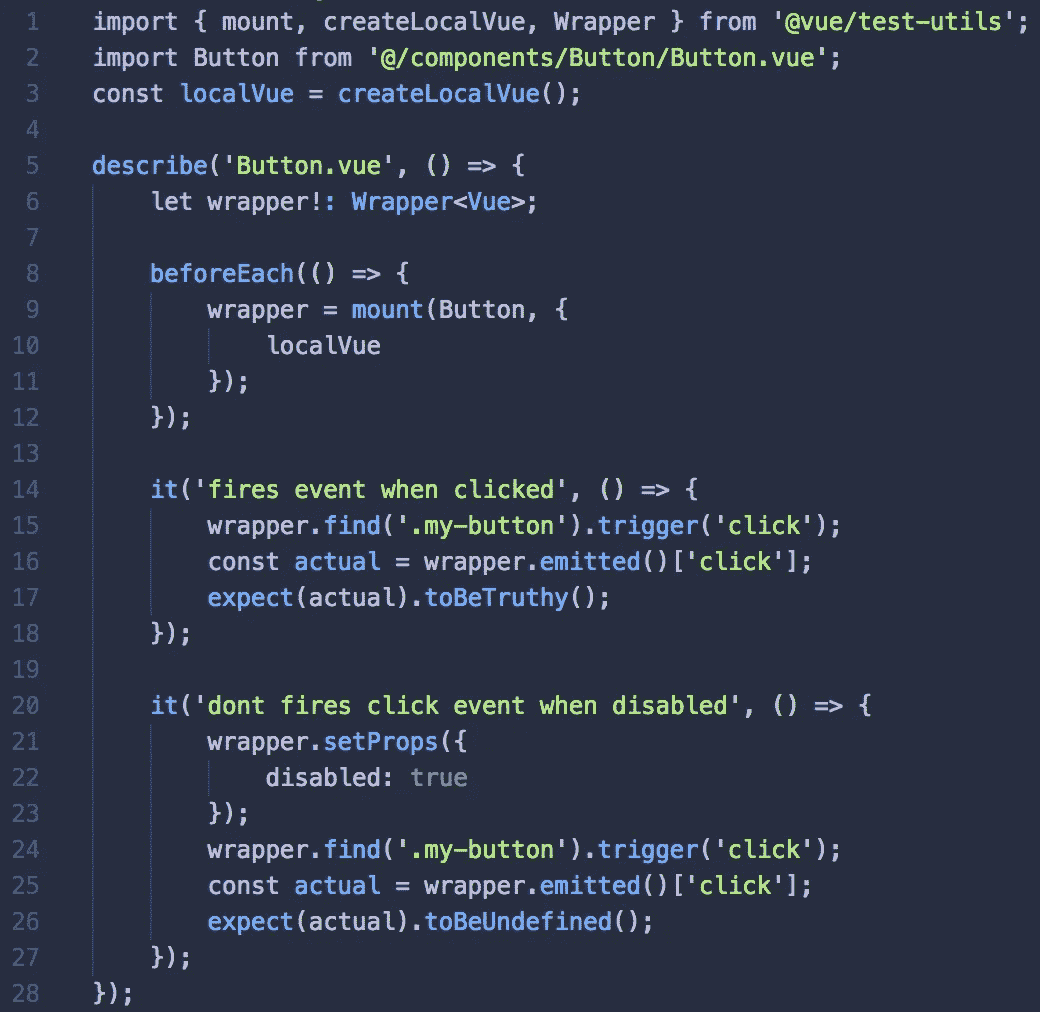 1 import { mount, createLocalVue, Wrapper } from '@vue/test-utils';
2 import Button from '@/components/Button/Button.vue';
3 const localVue = createLocalVue();
4
5 describe('Button.vue', () => {
6     let wrapper!: Wrapper<Vue>;
7
8     beforeEach(() => {
9         wrapper = mount(Button, {
10             localVue
11         });
12     });
13
14     it('fires event when clicked', () => {
15         wrapper.find('.my-button').trigger('click');
16         const actual = wrapper.emitted()['click'];
17         expect(actual).toBeTruthy();
18     });
19
20     it('dont fires click event when disabled', () => {
21         wrapper.setProps({
22             disabled: true
23         });
24         wrapper.find('.my-button').trigger('click');
25         const actual = wrapper.emitted()['click'];
26         expect(actual).toBeUndefined();
27     });
28 });